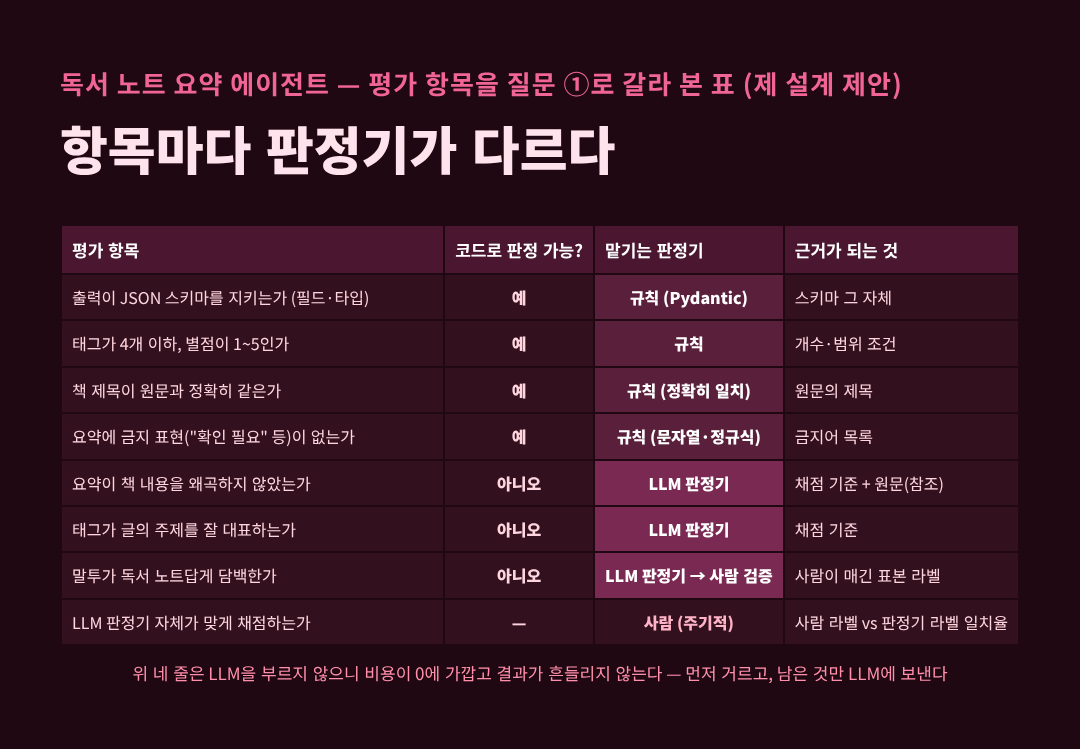 독서 노트 요약 에이전트 — 평가 항목을 질문 ①로 갈라 본 표 (제 설계 제안)
항목마다 판정기가 다르다
평가 항목 코드로 판정 가능? 맡기는 판정기 근거가 되는 것
출력이 JSON 스키마를 지키는가 (필드·타입) 예 규칙 (Pydantic) 스키마 그 자체
태그가 4개 이하, 별점이 1~5인가 예 규칙 개수·범위 조건
책 제목이 원문과 정확히 같은가 예 규칙 (정확히 일치) 원문의 제목
요약에 금지 표현("확인 필요" 등)이 없는가 예 규칙 (문자열·정규식) 금지어 목록
요약이 책 내용을 왜곡하지 않았는가 아니오 LLM 판정기 채점 기준 + 원문(참조)
태그가 글의 주제를 잘 대표하는가 아니오 LLM 판정기 채점 기준
말투가 독서 노트답게 담백한가 아니오 LLM 판정기 → 사람 검증 사람이 매긴 표본 라벨
LLM 판정기 자체가 맞게 채점하는가 — 사람 (주기적) 사람 라벨 vs 판정기 라벨 일치율
위 네 줄은 LLM을 부르지 않으니 비용이 0에 가깝고 결과가 흔들리지 않는다 — 먼저 거르고, 남은 것만 LLM에 보낸다